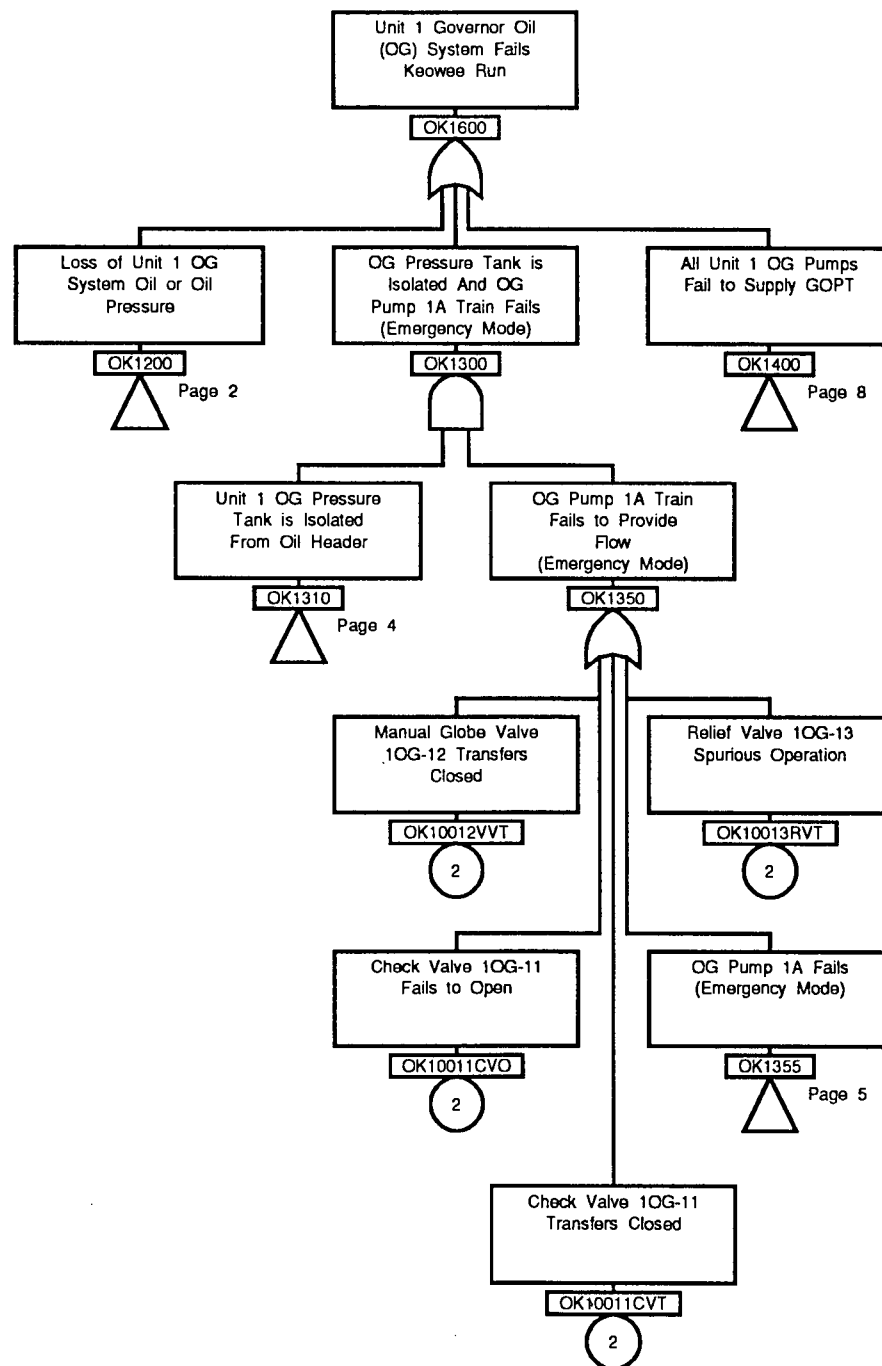 Unit 1 Governor Oil
(OG) System Fails
Keowee Run
OK1600
Loss of Unit 1 OG
System Oil or Oil
Pressure
OK1200
Page 2
OG Pressure Tank is
Isolated And OG
Pump 1A Train Fails
(Emergency Mode)
OK1300
All Unit 1 OG Pumps
Fail to Supply GOPT
OK1400
Page 8
Unit 1 OG Pressure
Tank is Isolated
From Oil Header
OK1310
Page 4
OG Pump 1A Train
Fails to Provide
Flow
(Emergency Mode)
OK1350
Manual Globe Valve
1OG-12 Transfers
Closed
OK10012VVT
2
Relief Valve 1OG-13
Spurious Operation
OK10013RVT
2
Check Valve 1OG-11
Fails to Open
OK10011CVO
2
OG Pump 1A Fails
(Emergency Mode)
OK1355
Page 5
Check Valve 1OG-11
Transfers Closed
OK10011CVT
2